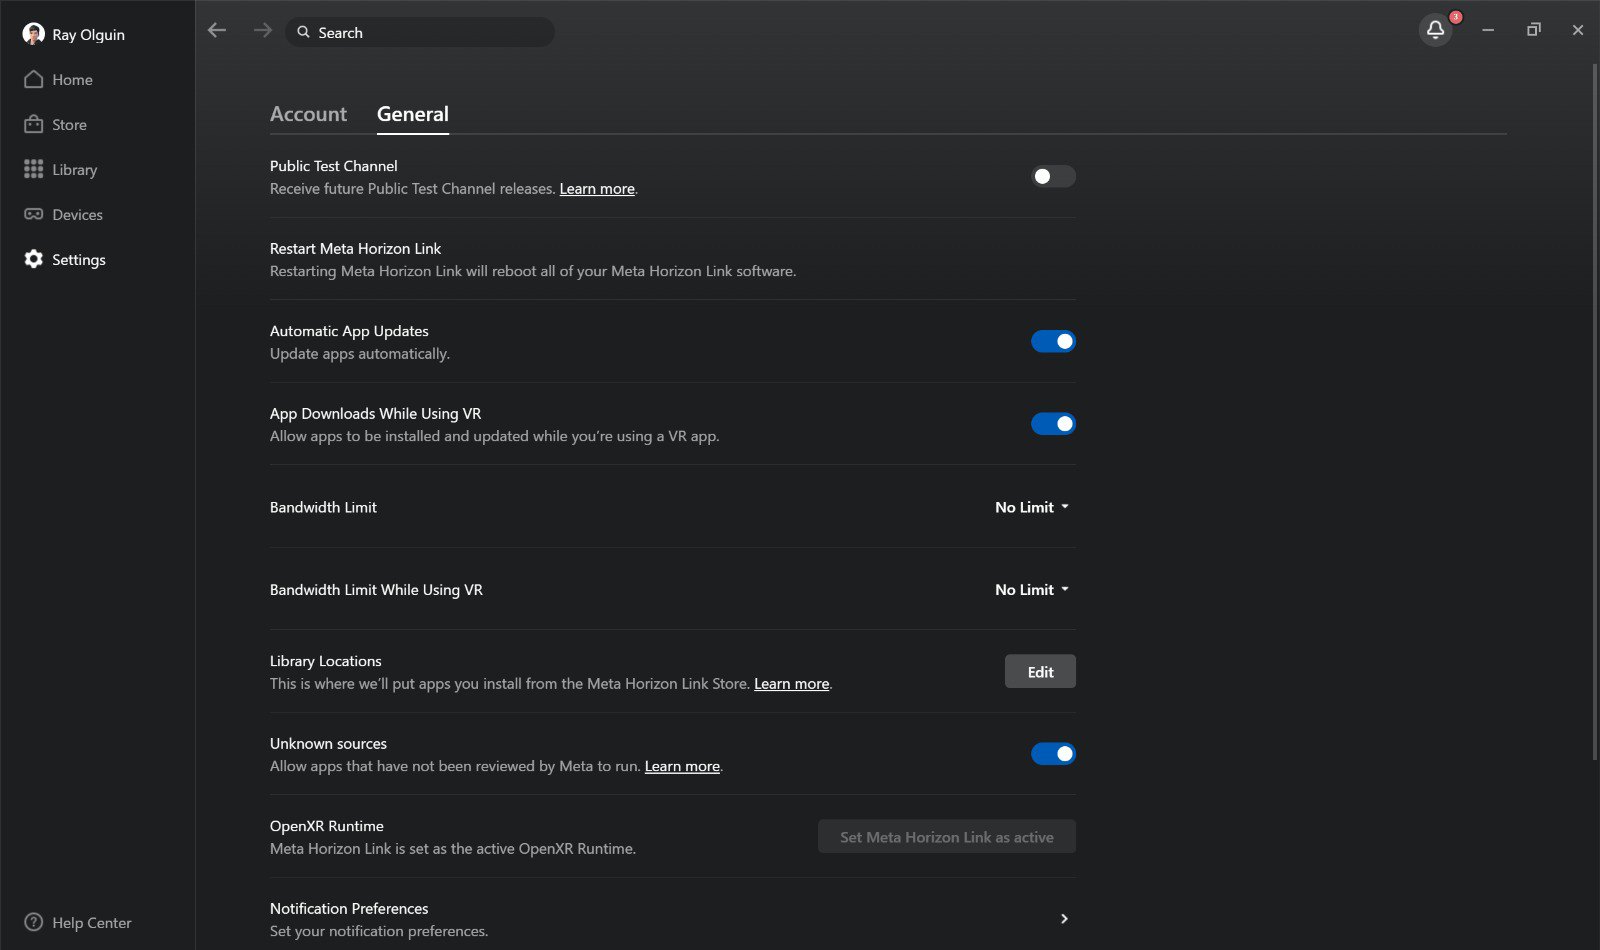 Ray Olguin
Home
Store
Library
Devices
Settings
Help Center
Search
3
Account
General
Public Test Channel
Receive future Public Test Channel releases. Learn more.
Restart Meta Horizon Link
Restarting Meta Horizon Link will reboot all of your Meta Horizon Link software.
Automatic App Updates
Update apps automatically.
App Downloads While Using VR
Allow apps to be installed and updated while you're using a VR app.
Bandwidth Limit
No Limit
Bandwidth Limit While Using VR
No Limit
Library Locations
This is where we'll put apps you install from the Meta Horizon Link Store. Learn more.
Edit
Unknown sources
Allow apps that have not been reviewed by Meta to run. Learn more.
OpenXR Runtime
Meta Horizon Link is set as the active OpenXR Runtime.
Set Meta Horizon Link as active
Notification Preferences
Set your notification preferences.